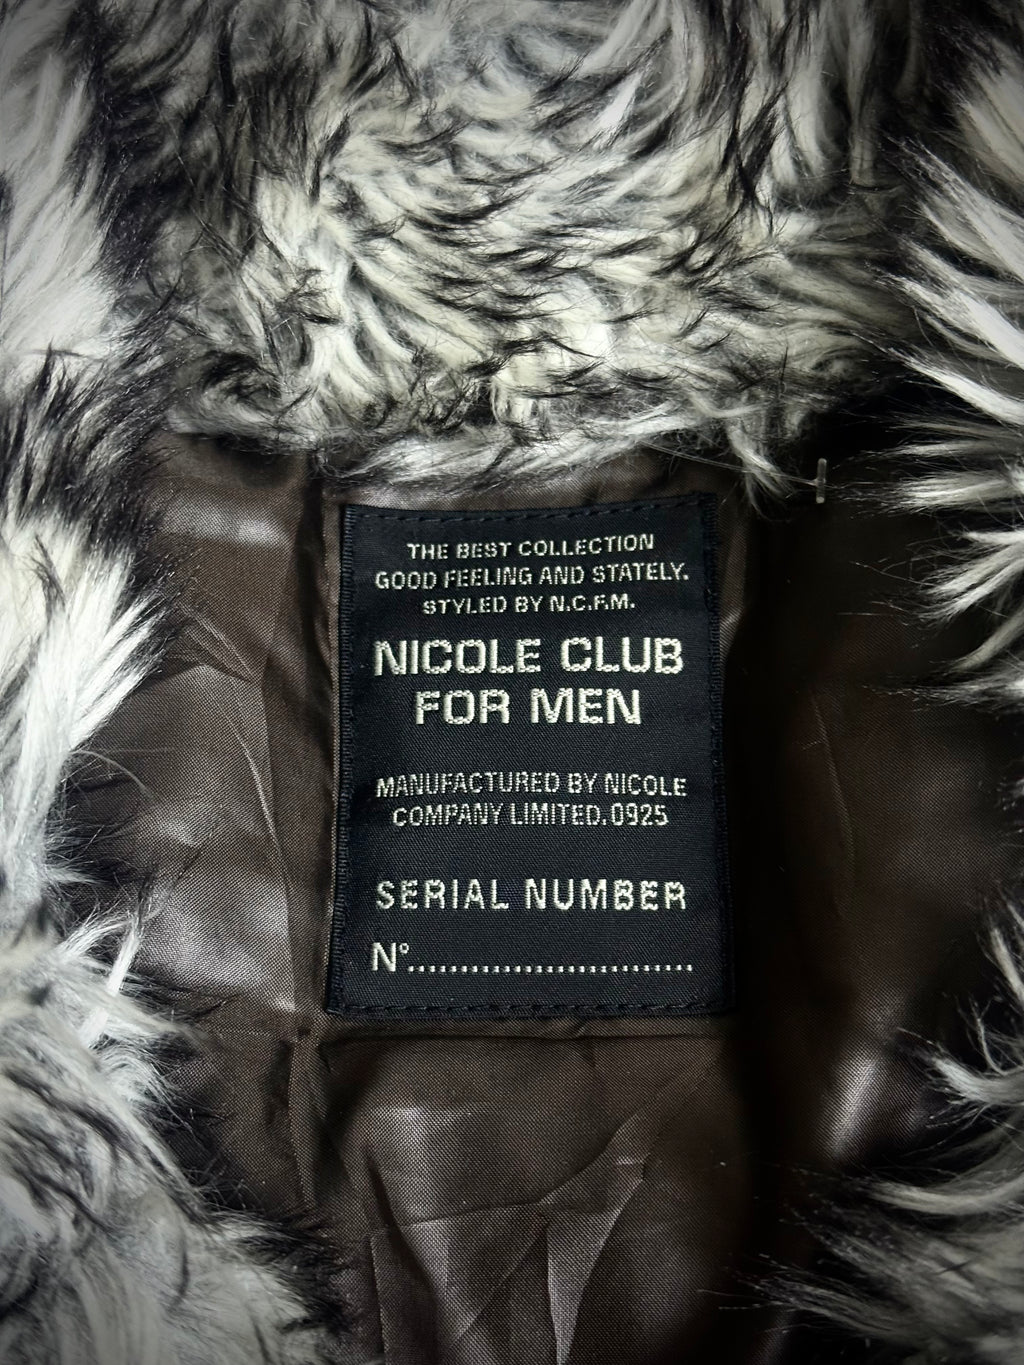 THE BEST COLLECTION
GOOD FEELING AND STATELY.
STYLED BY N.C.F.M.
NICOLE CLUB
FOR MEN
MANUFACTURED BY NICOLE
COMPANY LIMITED.0925
SERIAL NUMBER
N°...........................